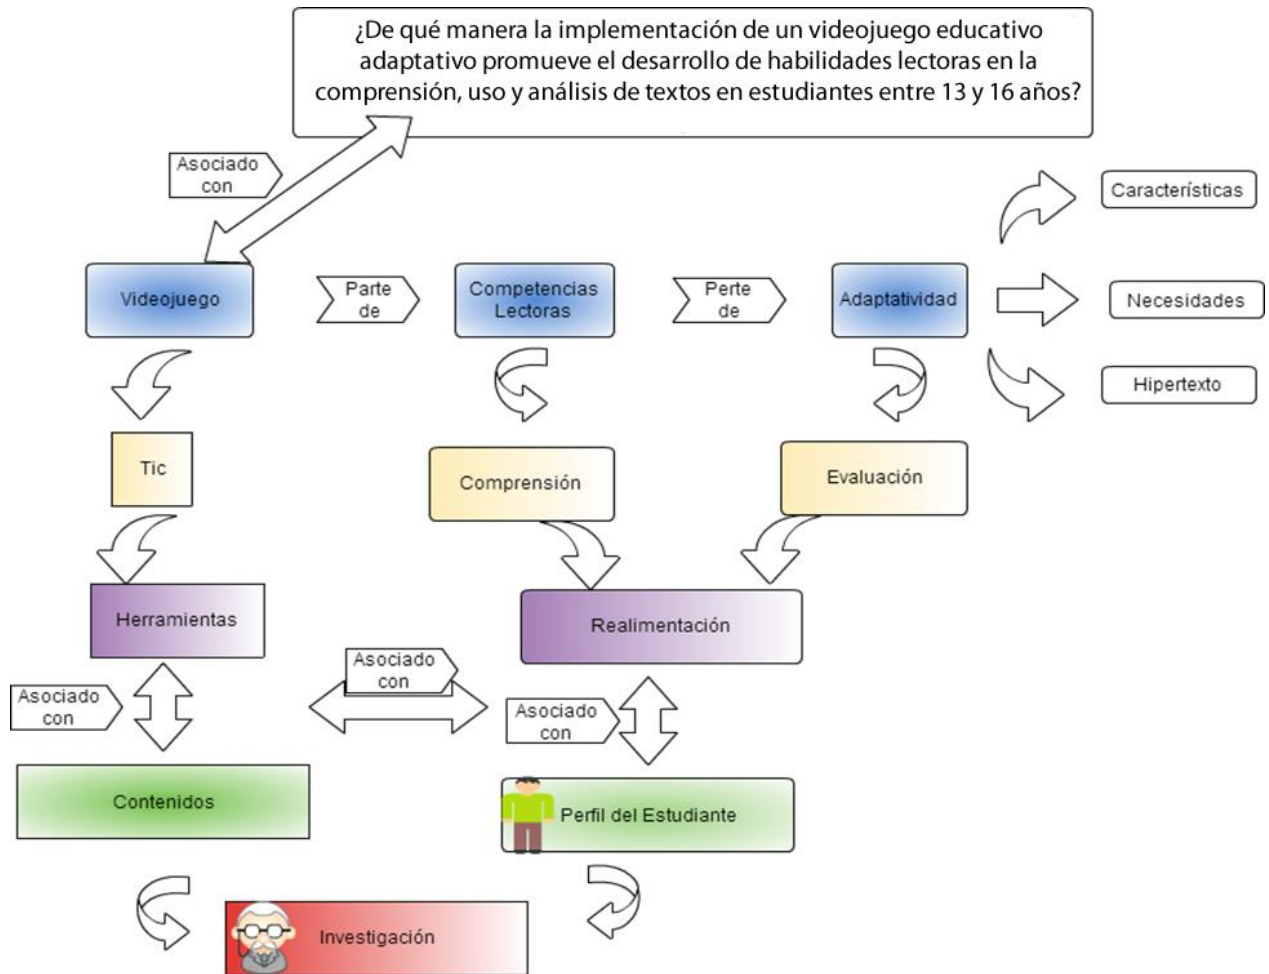 ¿De qué manera la implementación de un videojuego educativo
adaptativo promueve el desarrollo de habilidades lectoras en la
comprensión, uso y análisis de textos en estudiantes entre 13 y 16 años?
Asociado
con
Características
Videojuego
Parte
de
Competencias
Lectoras
Perte
de
Adaptatividad
Necesidades
Hipertexto
Tic
Comprensión
Evaluación
Herramientas
Realimentación
Asociado
con
Asociado
con
Asociado
con
Contenidos
Perfil del Estudiante
Investigación